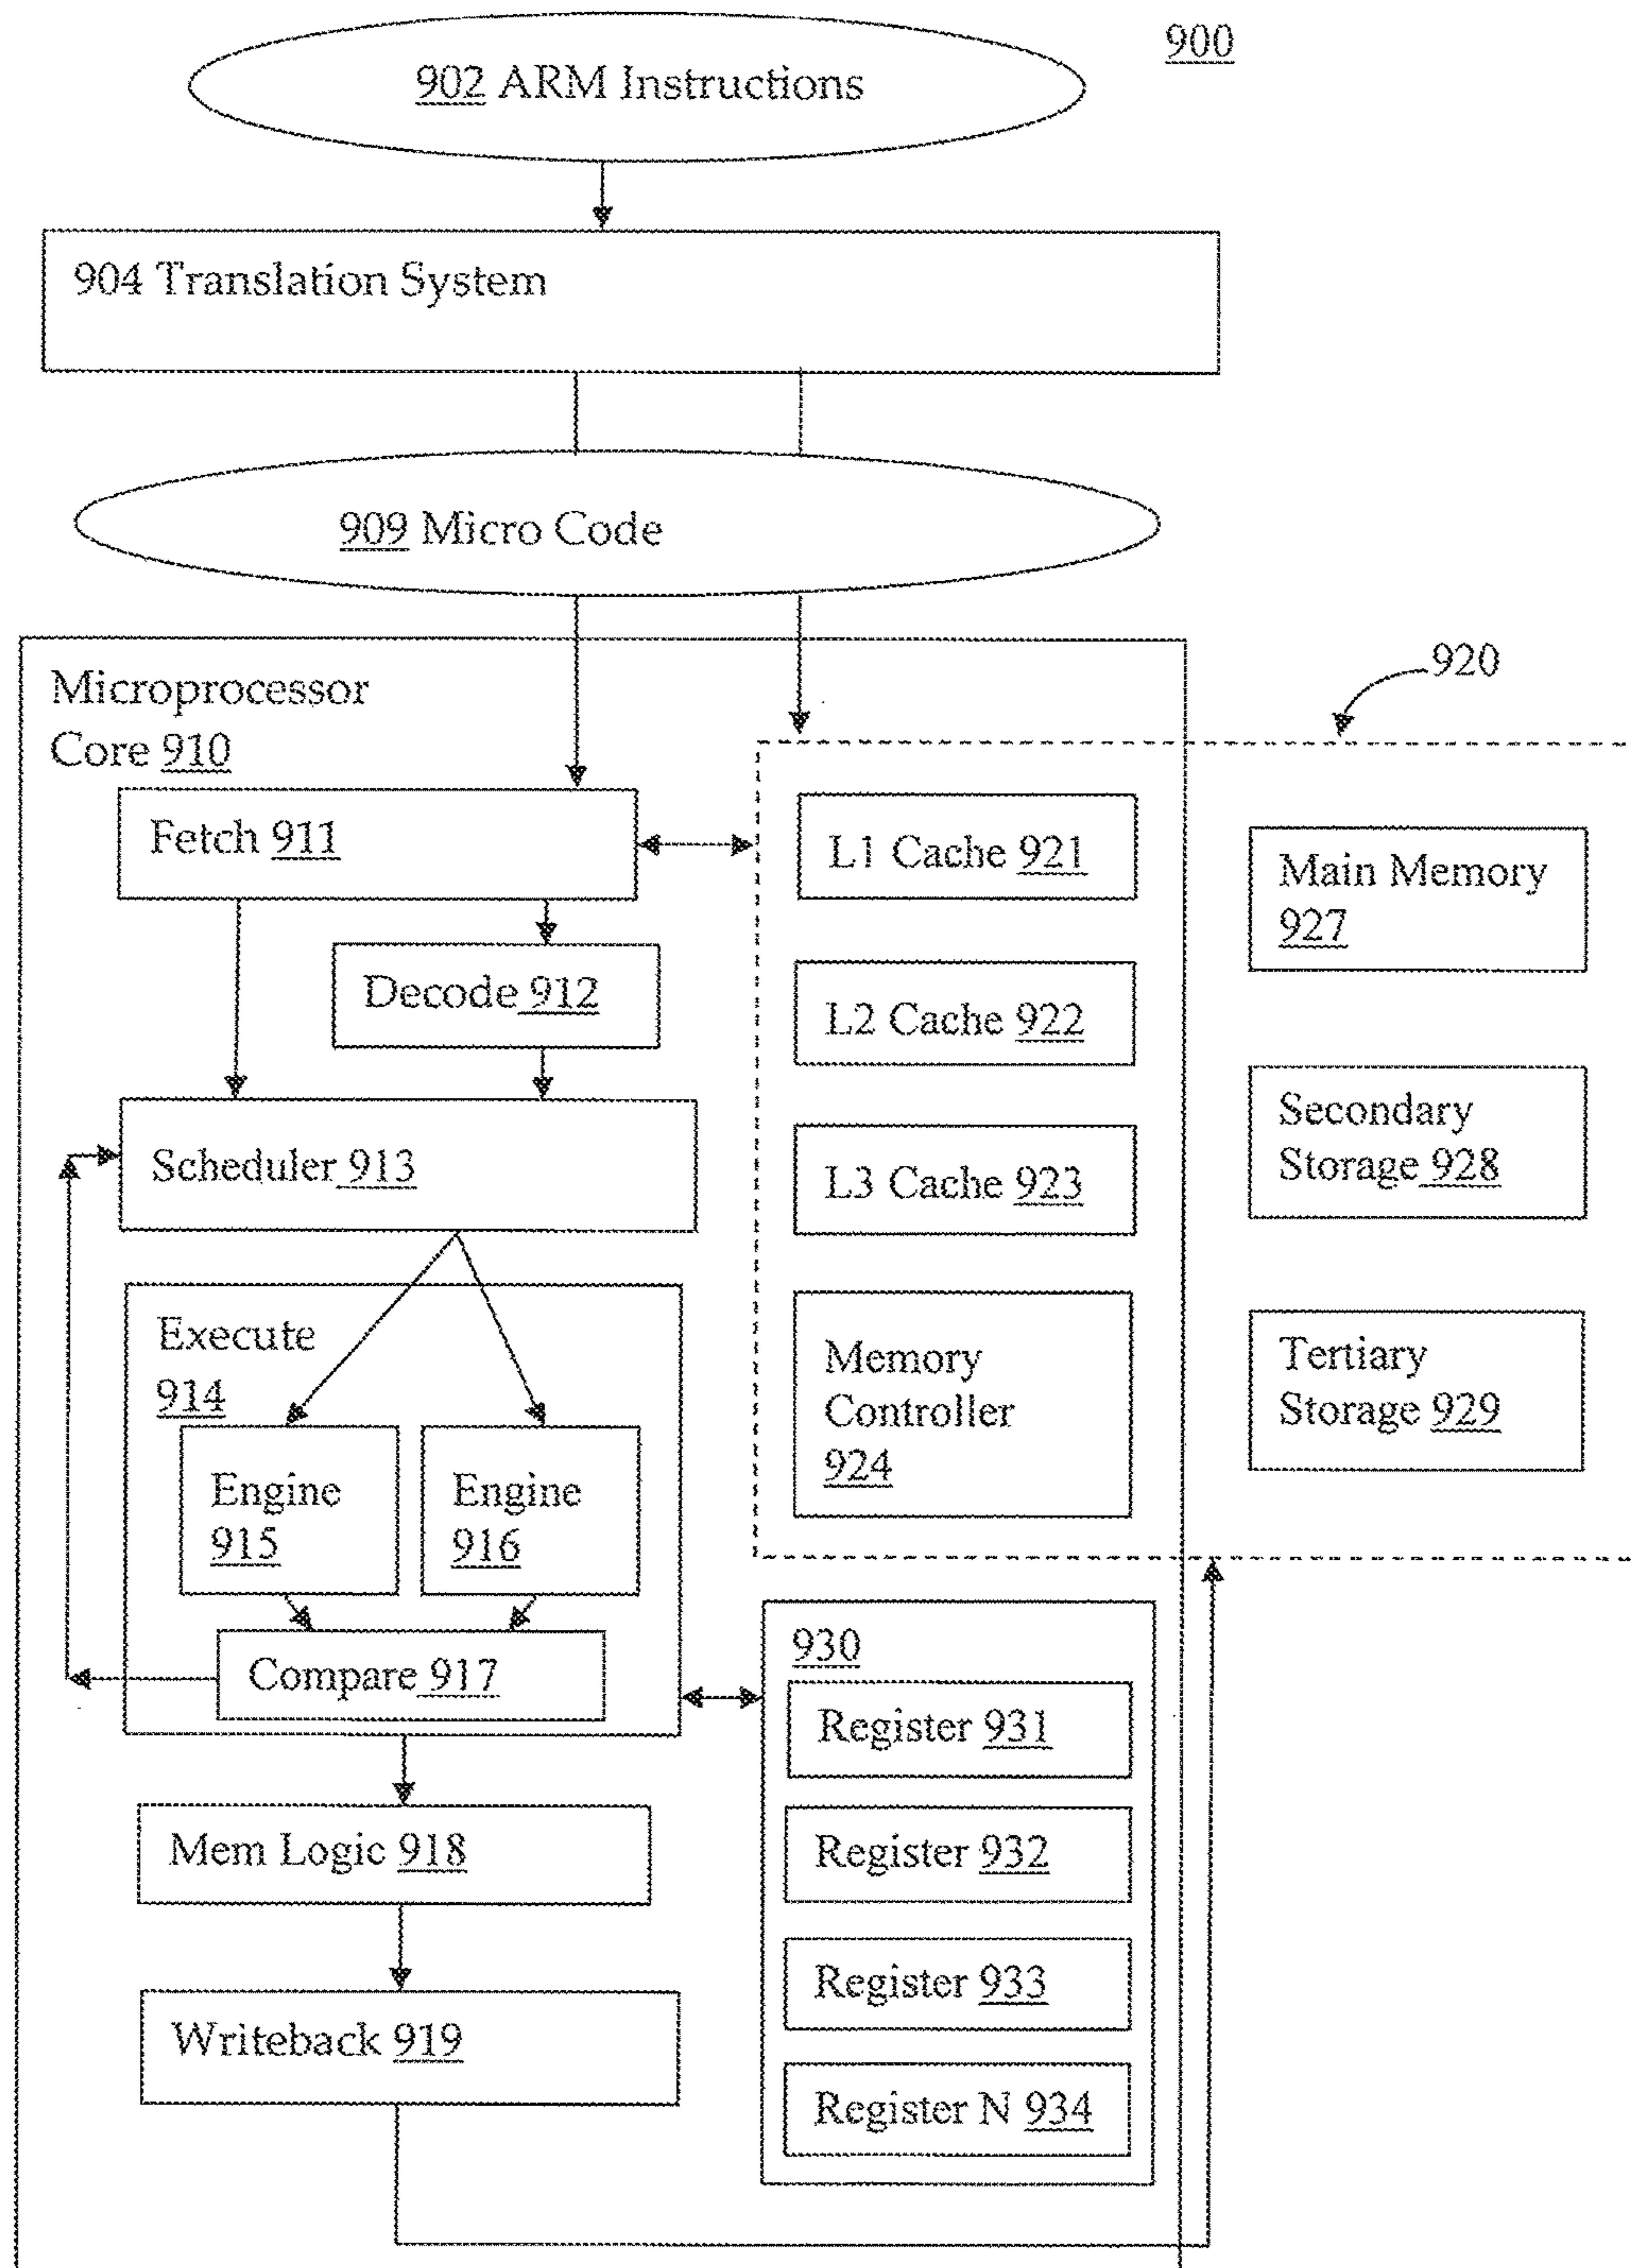 900
902 ARM Instructions
904 Translation System
909 Micro Code
Microprocessor
Core 910
920
Fetch 911
Decode 912
Scheduler 913
Execute
914
Engine
915
Engine
916
Compare 917
Mem Logic 918
Writeback 919
L1 Cache 921
L2 Cache 922
L3 Cache 923
Memory
Controller
924
Main Memory
927
Secondary
Storage 928
Tertiary
Storage 929
930
Register 931
Register 932
Register 933
Register N 934